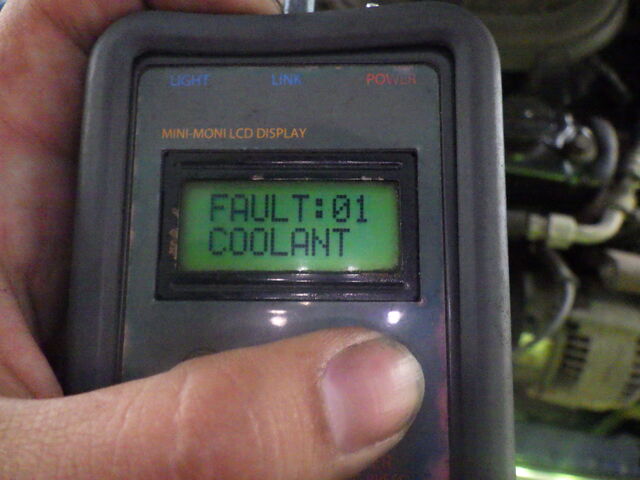 LIGHT LINK POWER
MINI-MONI LCD DISPLAY
FAULT:01
COOLANT